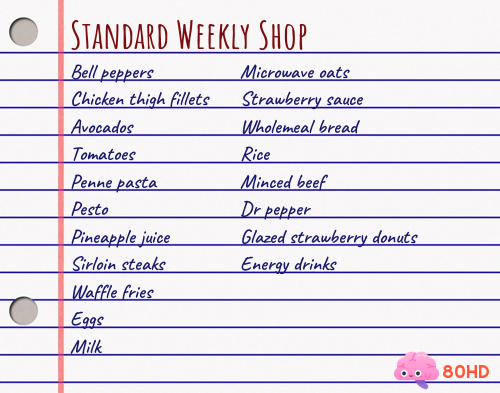 Standard Weekly Shop
Bell peppers
Chicken thigh fillets
Avocados
Tomatoes
Penne pasta
Pesto
Pineapple juice
Sirloin steaks
Waffle fries
Eggs
Milk
Microwave oats
Strawberry sauce
Wholemeal bread
Rice
Minced beef
Dr pepper
Glazed strawberry donuts
Energy drinks
80HD